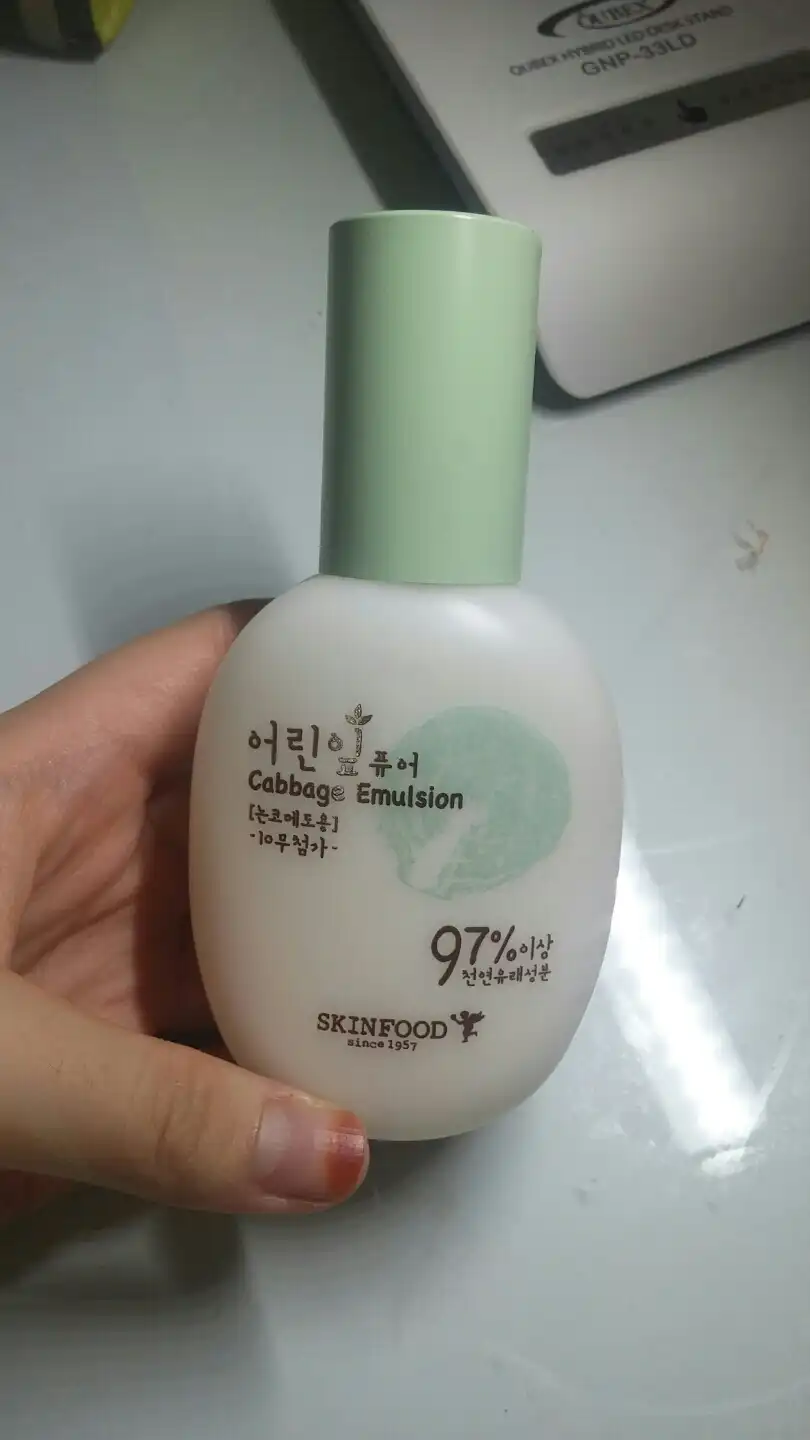 QUBEX
QUBEX HYBRID LED DESK STAND
GNP-33LD
어린잎 퓨어
Cabbage Emulsion
[논코메도용]
-10무첨가-
97%이상
천연유래성분
SKINFOOD
since 1957